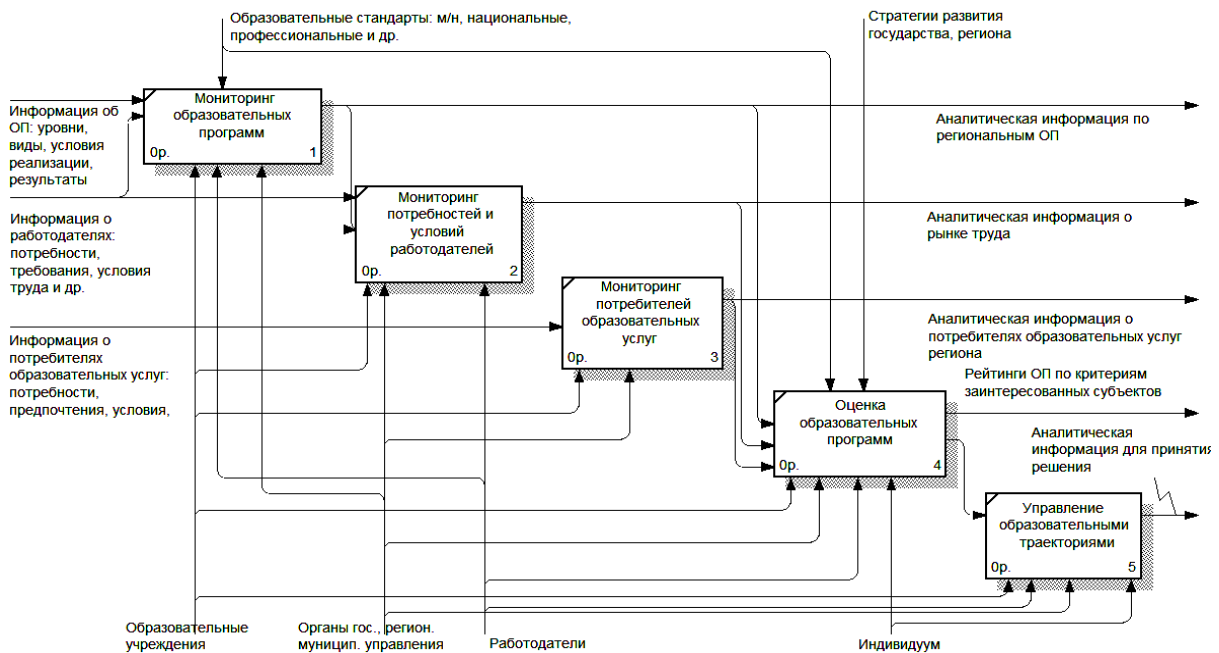 Образовательные стандарты: м/н, национальные,
профессиональные и др.
Стратегии развития
государства, региона
Информация об
ОП: уровни,
виды, условия
реализации,
результаты
Мониторинг
образовательных
программ
0р. 1
Аналитическая информация по
региональным ОП
Информация о
работодателях:
потребности,
требования, условия
труда и др.
Мониторинг
потребностей и
условий
работодателей
0р. 2
Аналитическая информация о
рынке труда
Информация о
потребителях
образовательных услуг:
потребности,
предпочтения, условия,
Мониторинг
потребителей
образовательных
услуг
0р. 3
Аналитическая информация о
потребителях образовательных услуг
региона
Рейтинги ОП по критериям
заинтересованных субъектов
Оценка
образовательных
программ
0р. 4
Аналитическая
информация для принятия
решения
Управление
образовательными
траекториями
0р. 5
Образовательные
учреждения
Органы гос., регион.
муницип. управления
Работодатели
Индивидуум